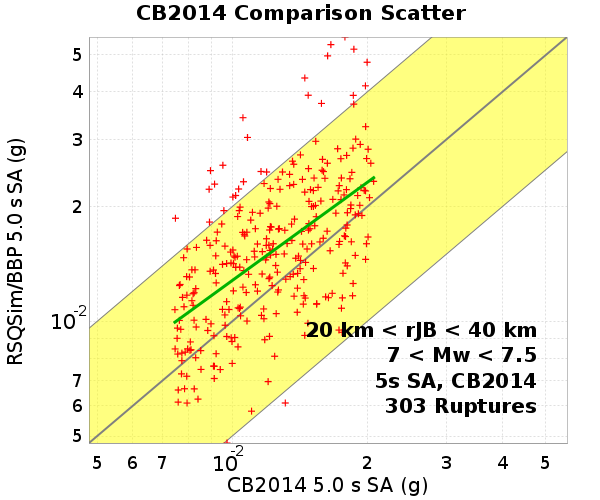 CB2014 Comparison Scatter
RSQSim/BBP 5.0 s SA (g)
5
4
3
2
10-2
7
6
5
20 km < rJB < 40 km
7 < Mw < 7.5
5s SA, CB2014
303 Ruptures
5 6 7 10-2 2 3 4 5
CB2014 5.0 s SA (g)